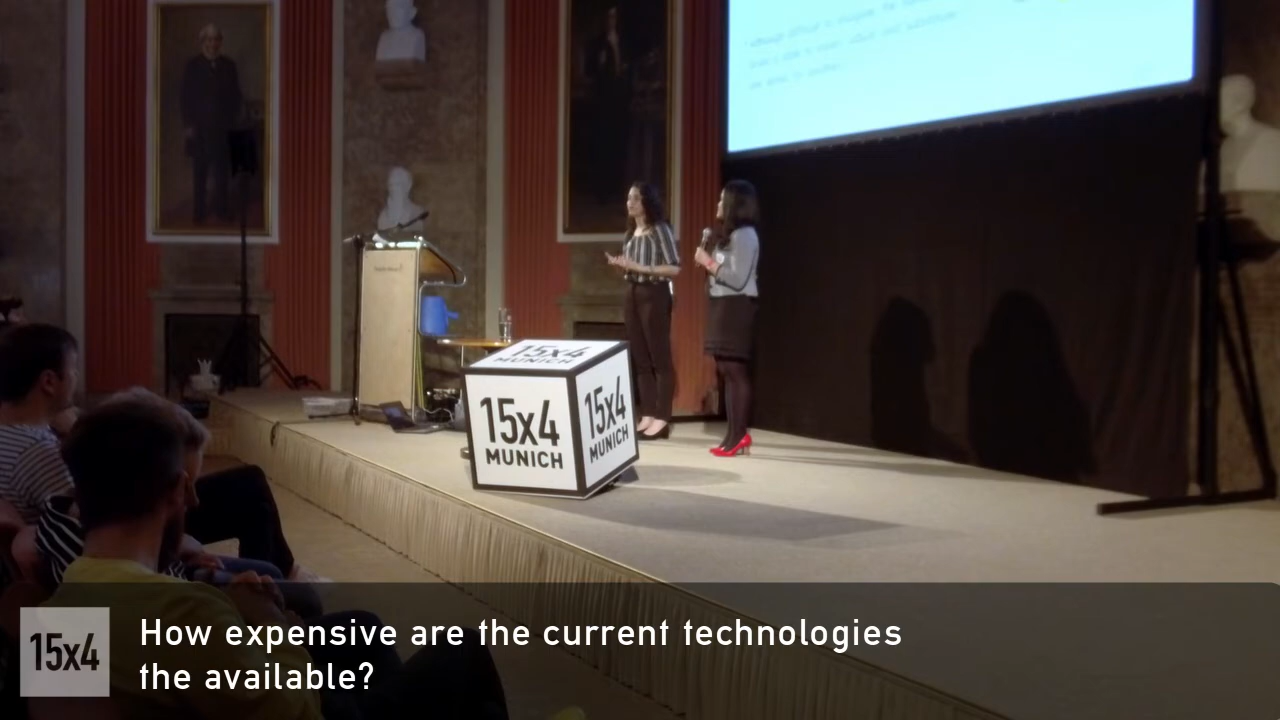 15x4
MUNICH
15x4
MUNICH
15x4
MUNICH
15x4
How expensive are the current technologies
the available?